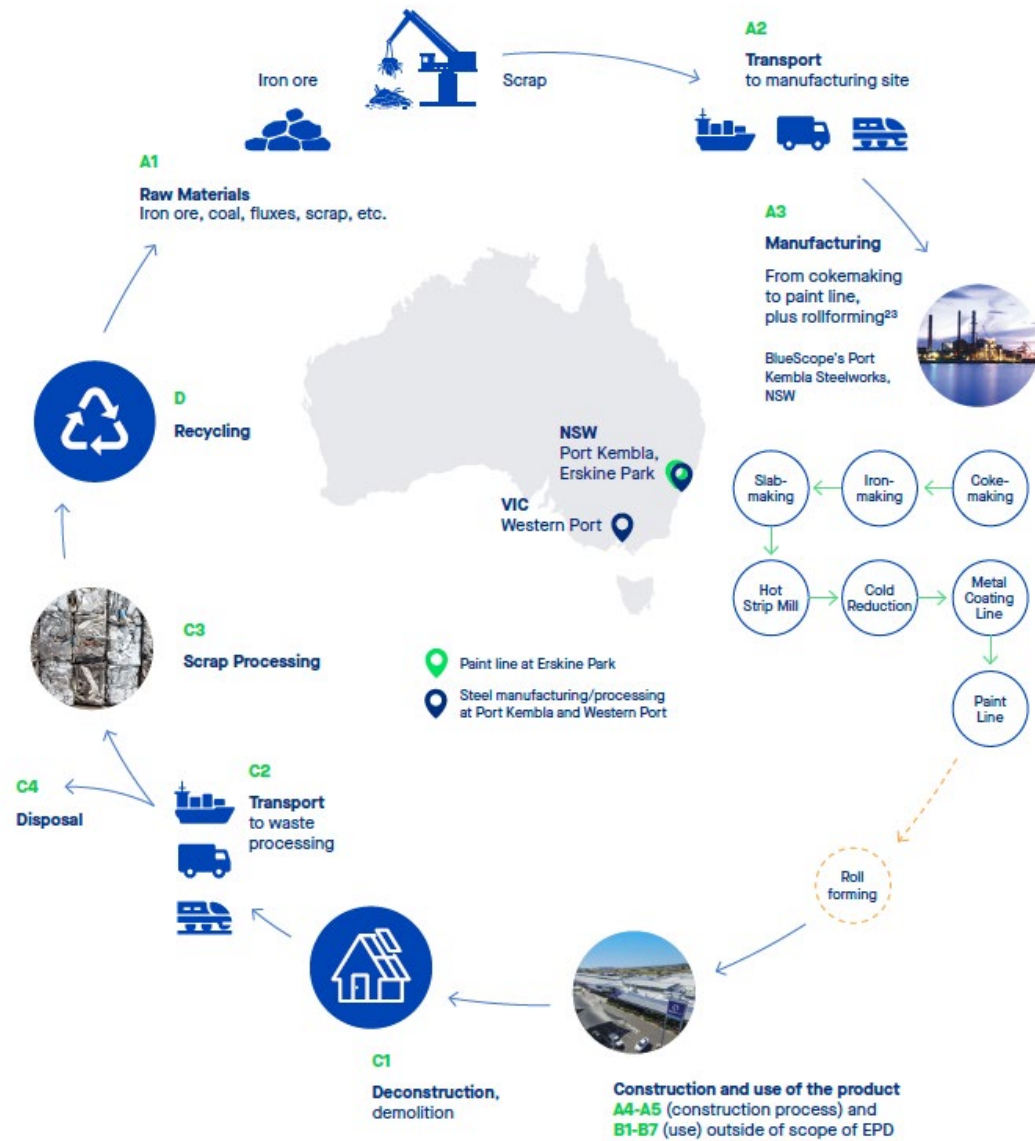 Iron ore
Scrap
A2
Transport
to manufacturing site
A1
Raw Materials
Iron ore, coal, fluxes, scrap, etc.
A3
Manufacturing
From cokemaking
to paint line,
plus rollforming²³
BlueScope's Port
Kembla Steelworks,
NSW
D
Recycling
NSW
Port Kembla,
Erskine Park
VIC
Western Port
Coke-
making
Iron-
making
Slab-
making
Hot
Strip Mill
Cold
Reduction
Metal
Coating
Line
Paint
Line
C3
Scrap Processing
Paint line at Erskine Park
Steel manufacturing/processing
at Port Kembla and Western Port
C4
Disposal
C2
Transport
to waste
processing
Roll
forming
C1
Deconstruction,
demolition
Construction and use of the product
A4-A5 (construction process) and
B1-B7 (use) outside of scope of EPD